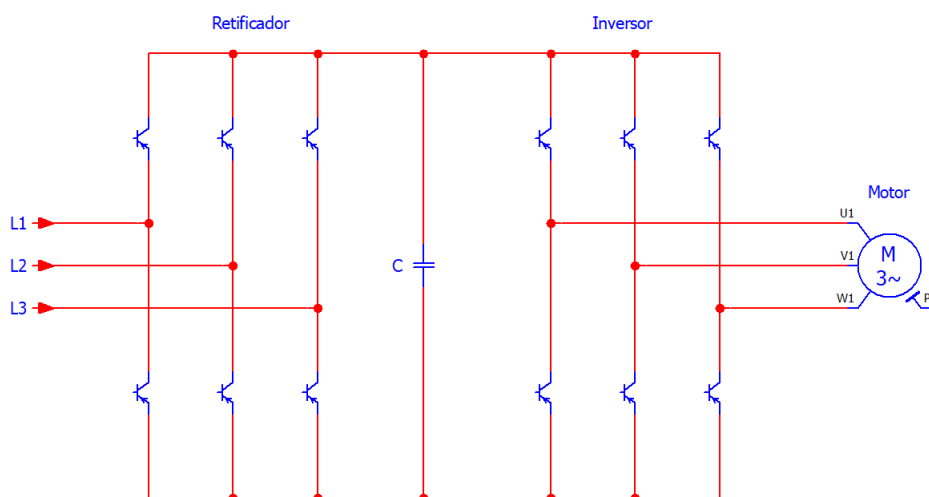 Retificador
Inversor
Motor
L1
L2
L3
C
U1
V1
W1
M
3~
P